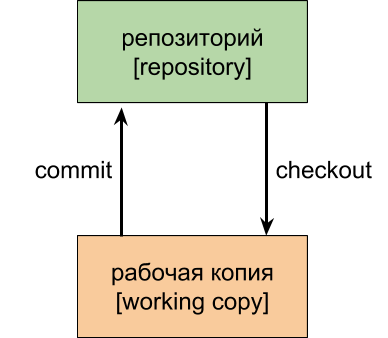 репозиторий
[repository]
commit
checkout
рабочая копия
[working copy]